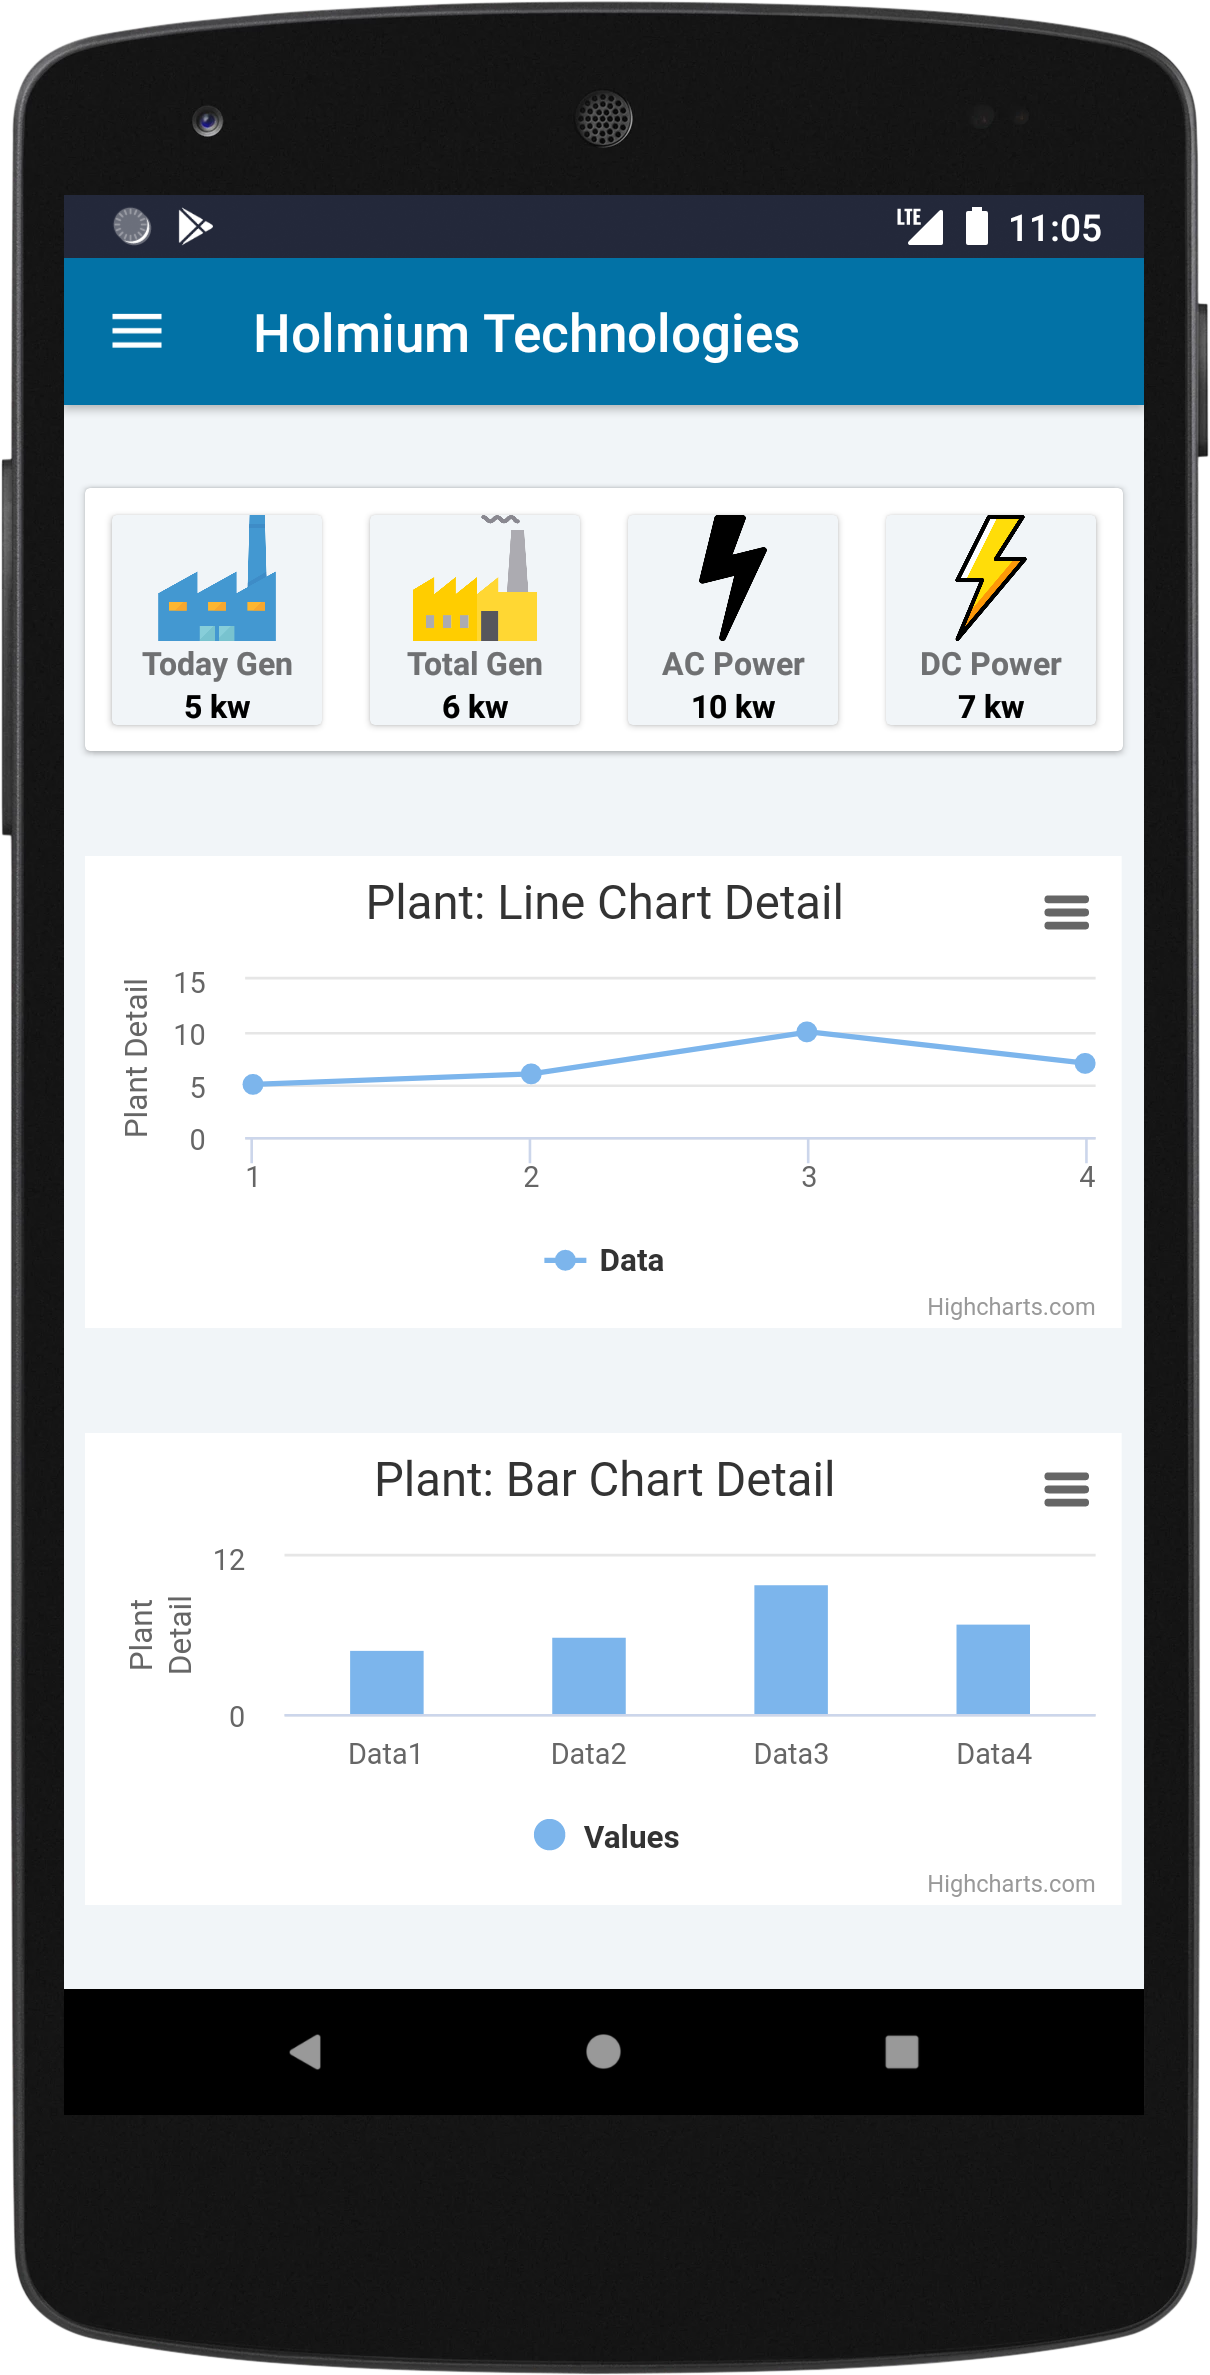 LTE 11:05
Holmium Technologies
Today Gen
5 kw
Total Gen
6 kw
AC Power
10 kw
DC Power
7 kw
Plant: Line Chart Detail
Plant Detail
15
10
5
0
1 2 3 4
Data
Highcharts.com
Plant: Bar Chart Detail
Plant
Detail
12
0
Data1 Data2 Data3 Data4
Values
Highcharts.com